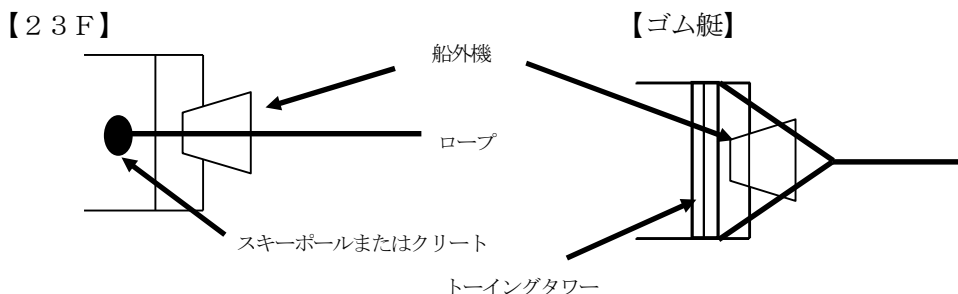 【２３Ｆ】
【ゴム艇】
船外機
ロープ
スキーポールまたはクリート
トーイングタワー